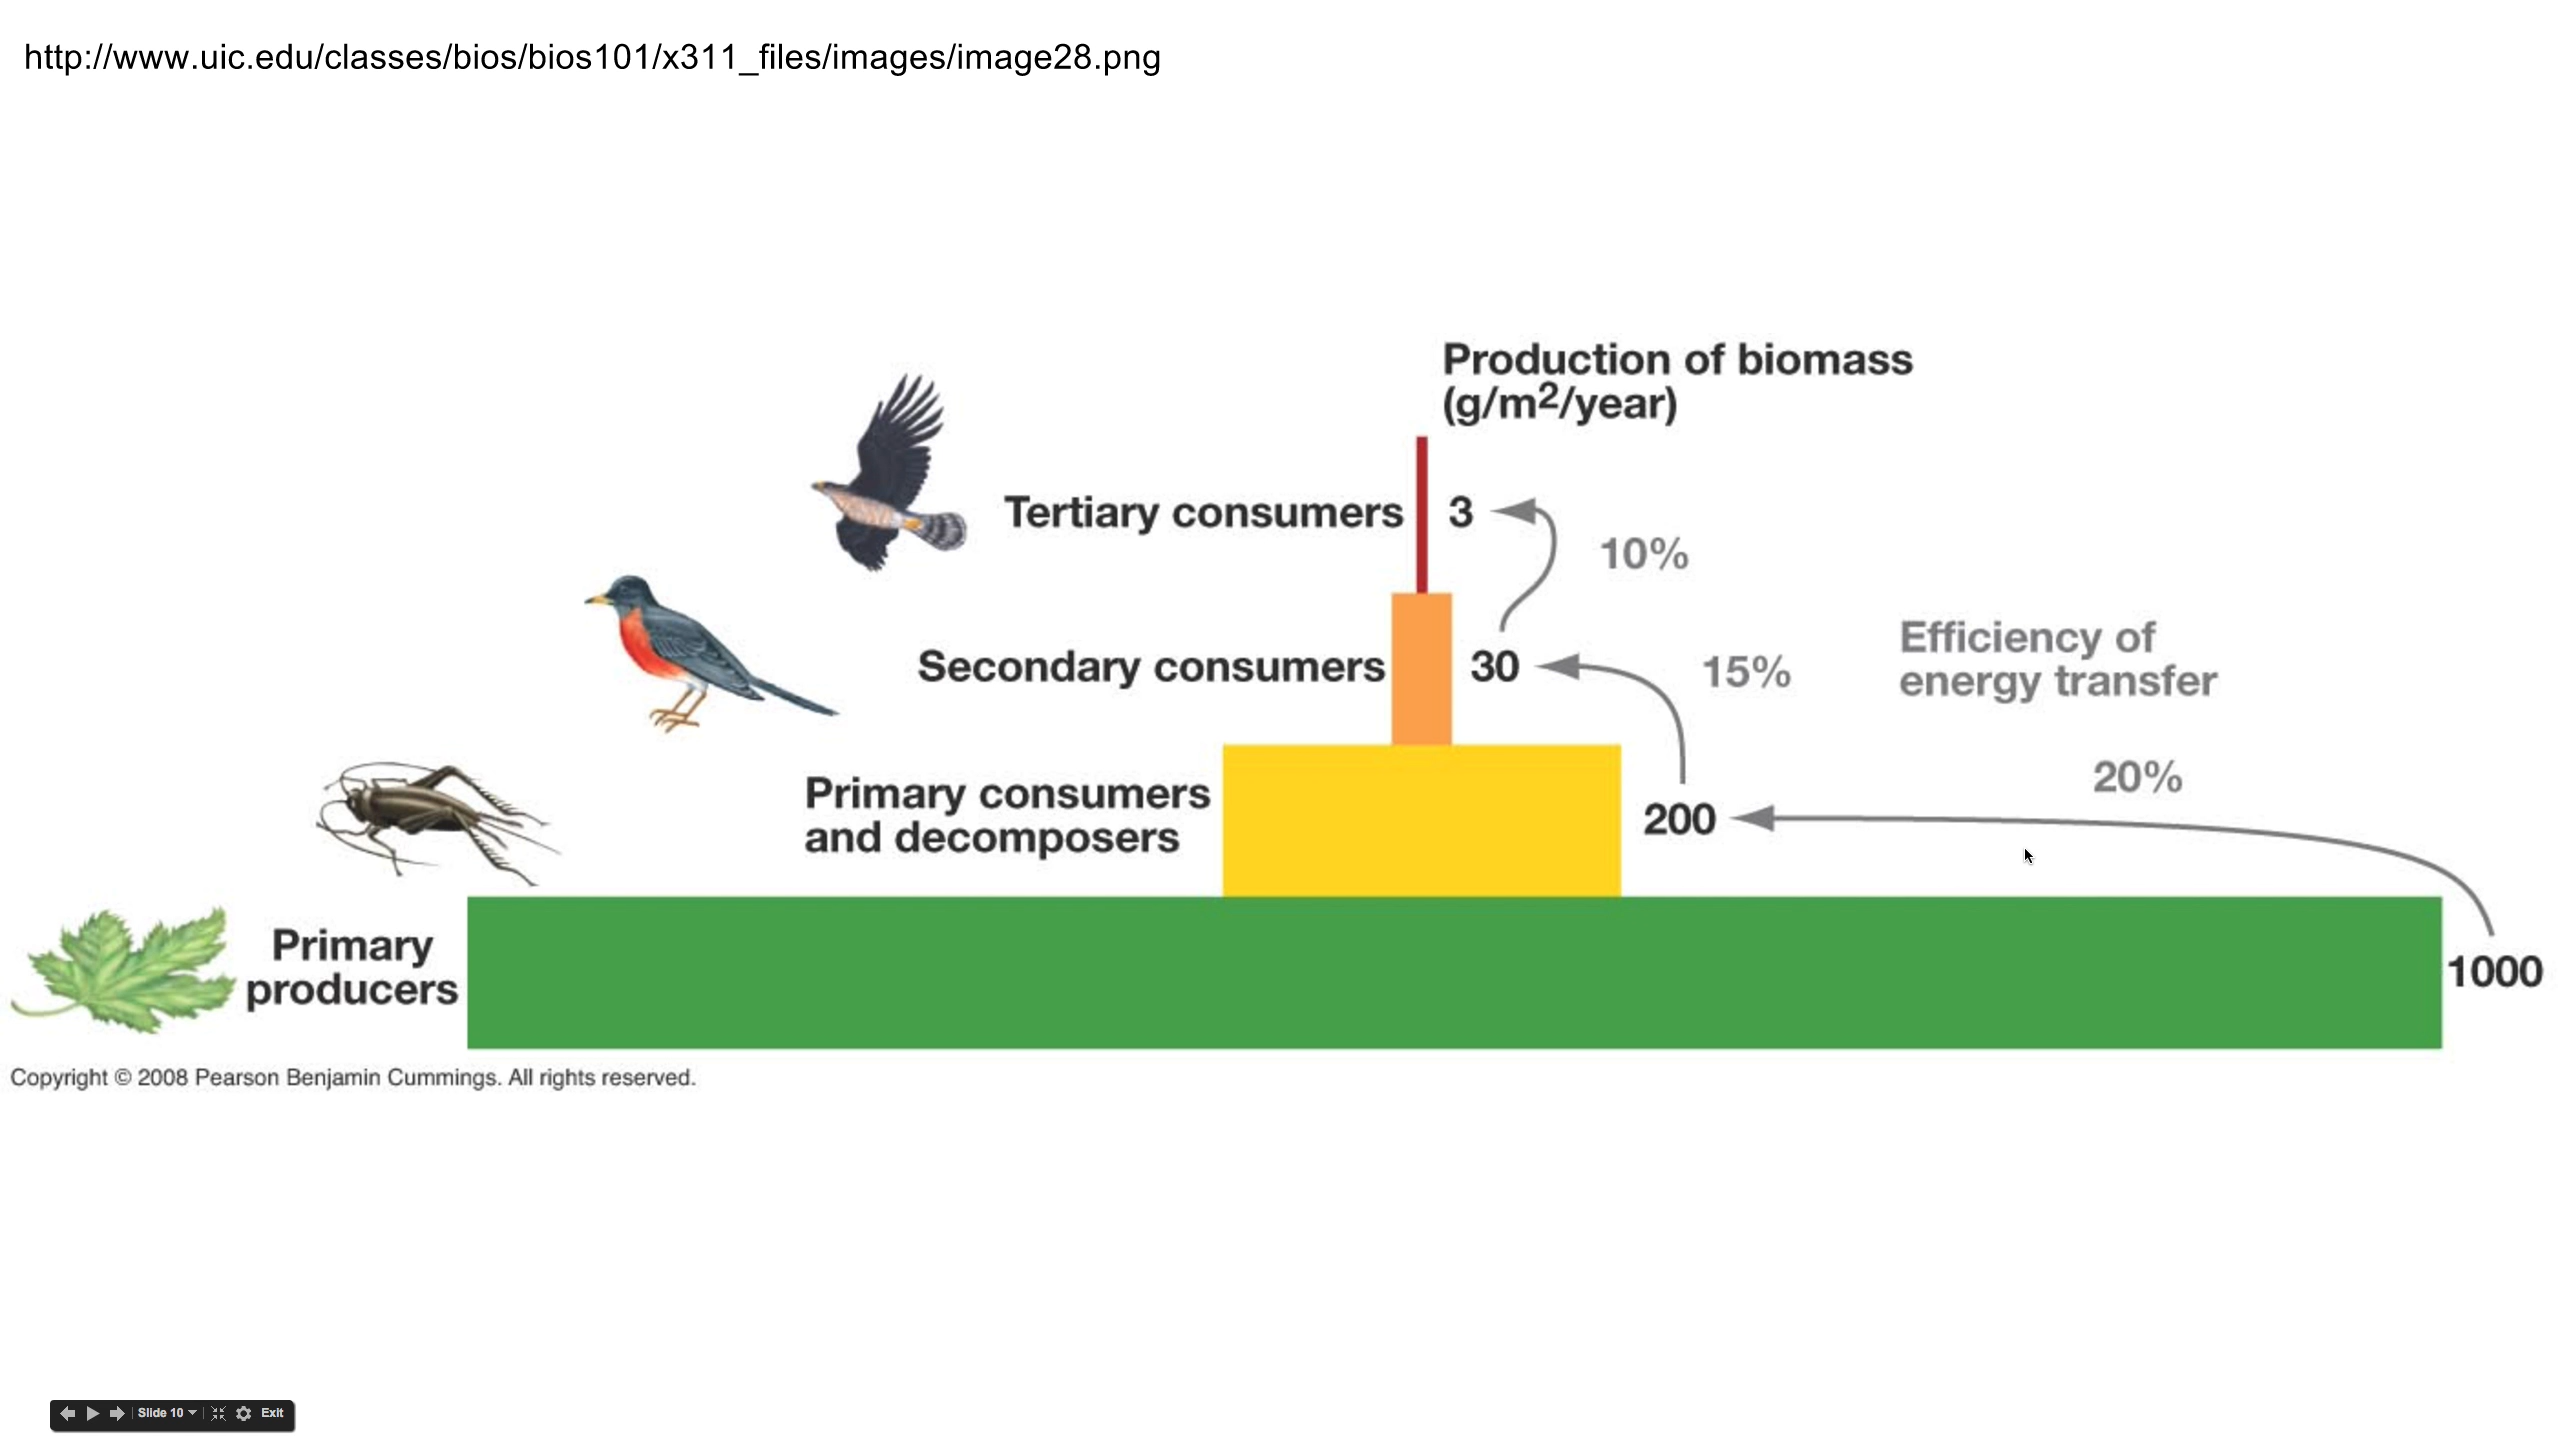 http://www.uic.edu/classes/bios/bios101/x311_files/images/image28.png
Production of biomass
(g/m2/year)
Tertiary consumers
3
10%
Secondary consumers
30
15%
Efficiency of
energy transfer
Primary consumers
and decomposers
200
20%
Primary
producers
1000
Copyright © 2008 Pearson Benjamin Cummings. All rights reserved.
Slide 10
Exit